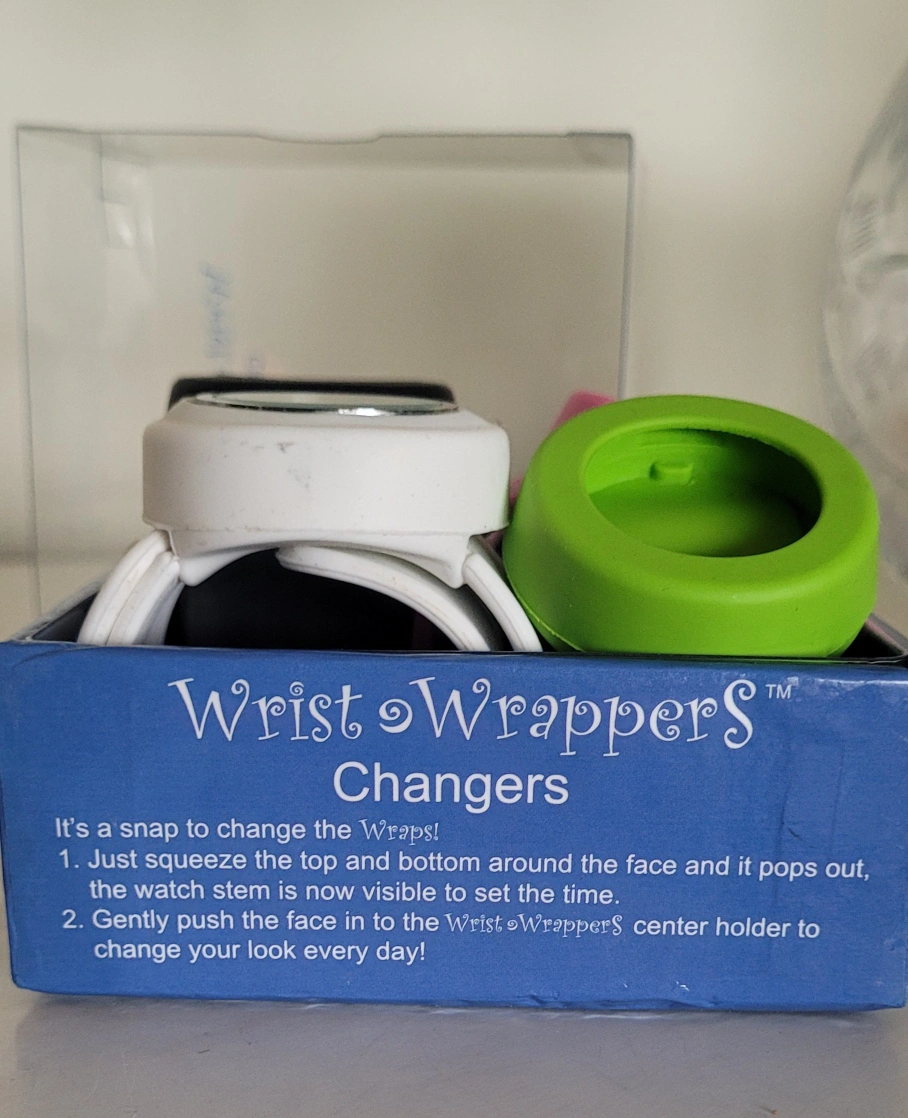 Wrist Wrappers™
Changers
It's a snap to change the Wraps!
1. Just squeeze the top and bottom around the face and it pops out,
the watch stem is now visible to set the time.
2. Gently push the face in to the Wrist Wrappers center holder to
change your look every day!